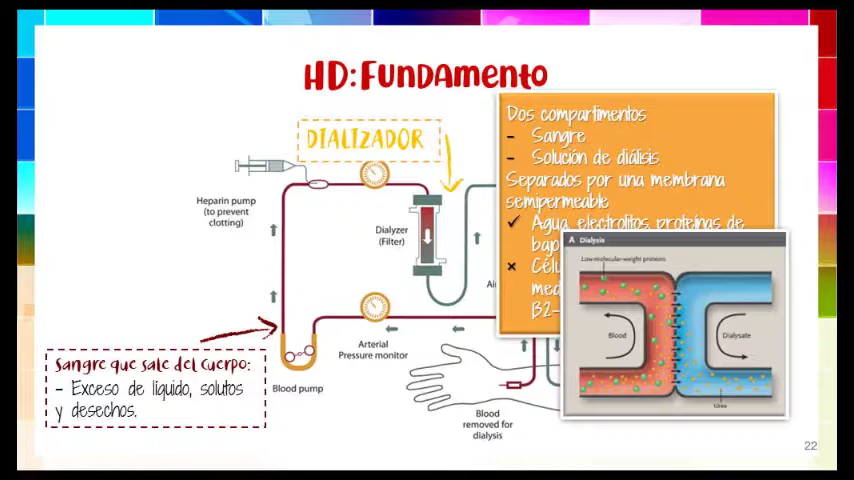 HD: Fundamento
DIALIZADOR
Dos compartimentos
- Sangre
- Solución de diálisis
Separados por una membrana
semipermeable
✓ Agua, electrolitos, proteínas de
bajo
× Célu
med
B2-
Heparin pump
(to prevent
clotting)
Dialyzer
(Filter)
Arterial
Pressure monitor
Blood pump
Blood
removed for
dialysis
Sangre que sale del cuerpo:
- Exceso de líquido, solutos
y desechos.
A Dialysis
Low-molecular-weight proteins
Blood
Dialysate
Urea
22